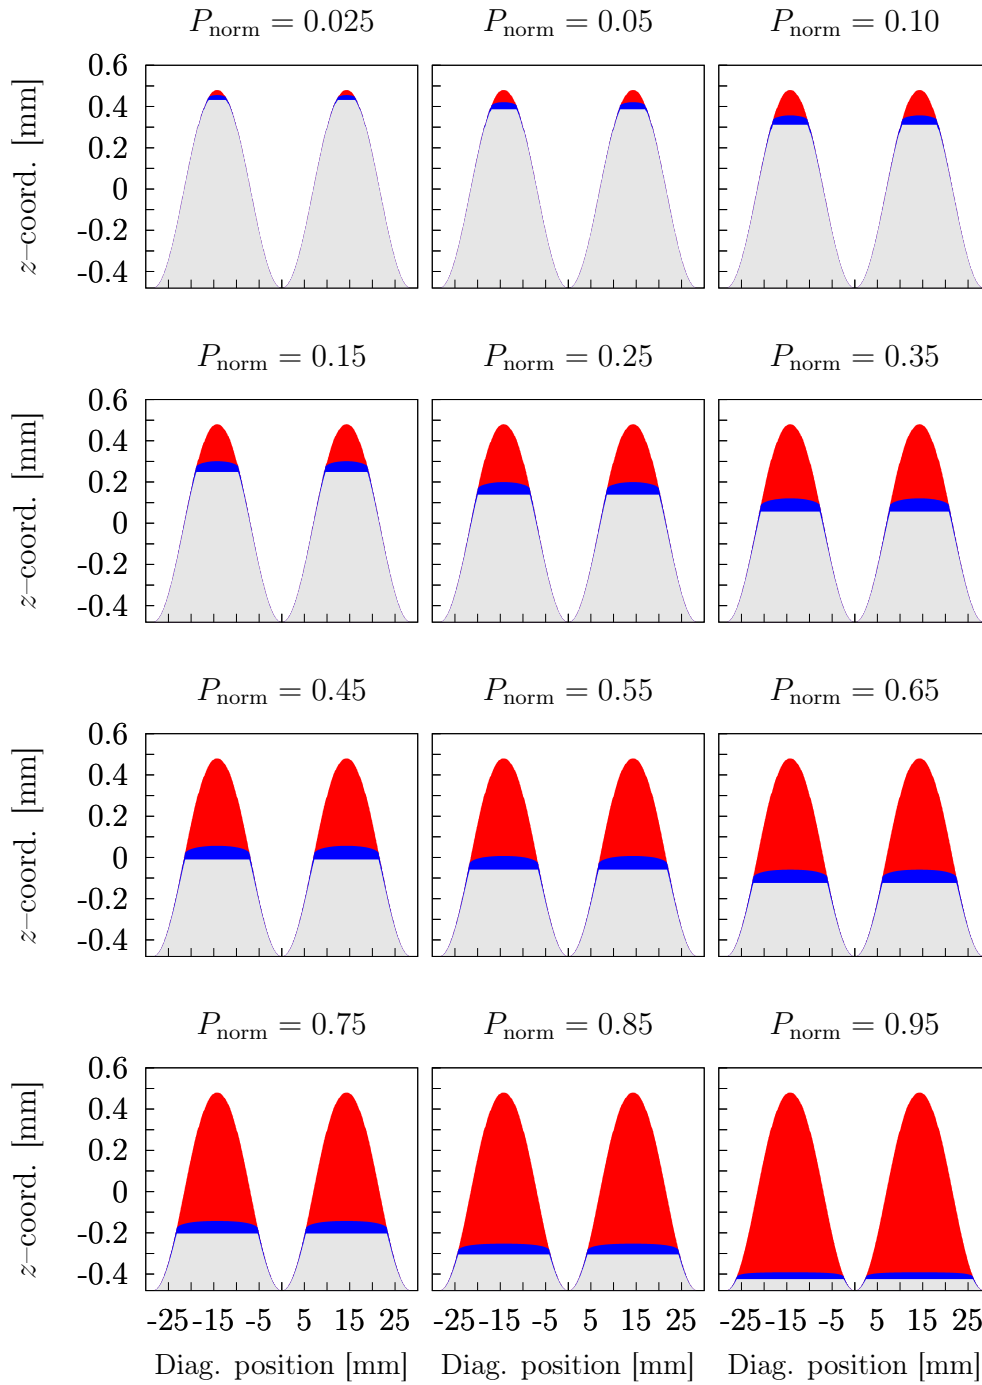 P_norm = 0.025 P_norm = 0.05 P_norm = 0.10
0.6
0.4
0.2
0
-0.2
-0.4
z–coord. [mm]
P_norm = 0.15 P_norm = 0.25 P_norm = 0.35
0.6
0.4
0.2
0
-0.2
-0.4
z–coord. [mm]
P_norm = 0.45 P_norm = 0.55 P_norm = 0.65
0.6
0.4
0.2
0
-0.2
-0.4
z–coord. [mm]
P_norm = 0.75 P_norm = 0.85 P_norm = 0.95
0.6
0.4
0.2
0
-0.2
-0.4
z–coord. [mm]
-25 -15 -5 5 15 25 -25 -15 -5 5 15 25 -25 -15 -5 5 15 25
Diag. position [mm] Diag. position [mm] Diag. position [mm]